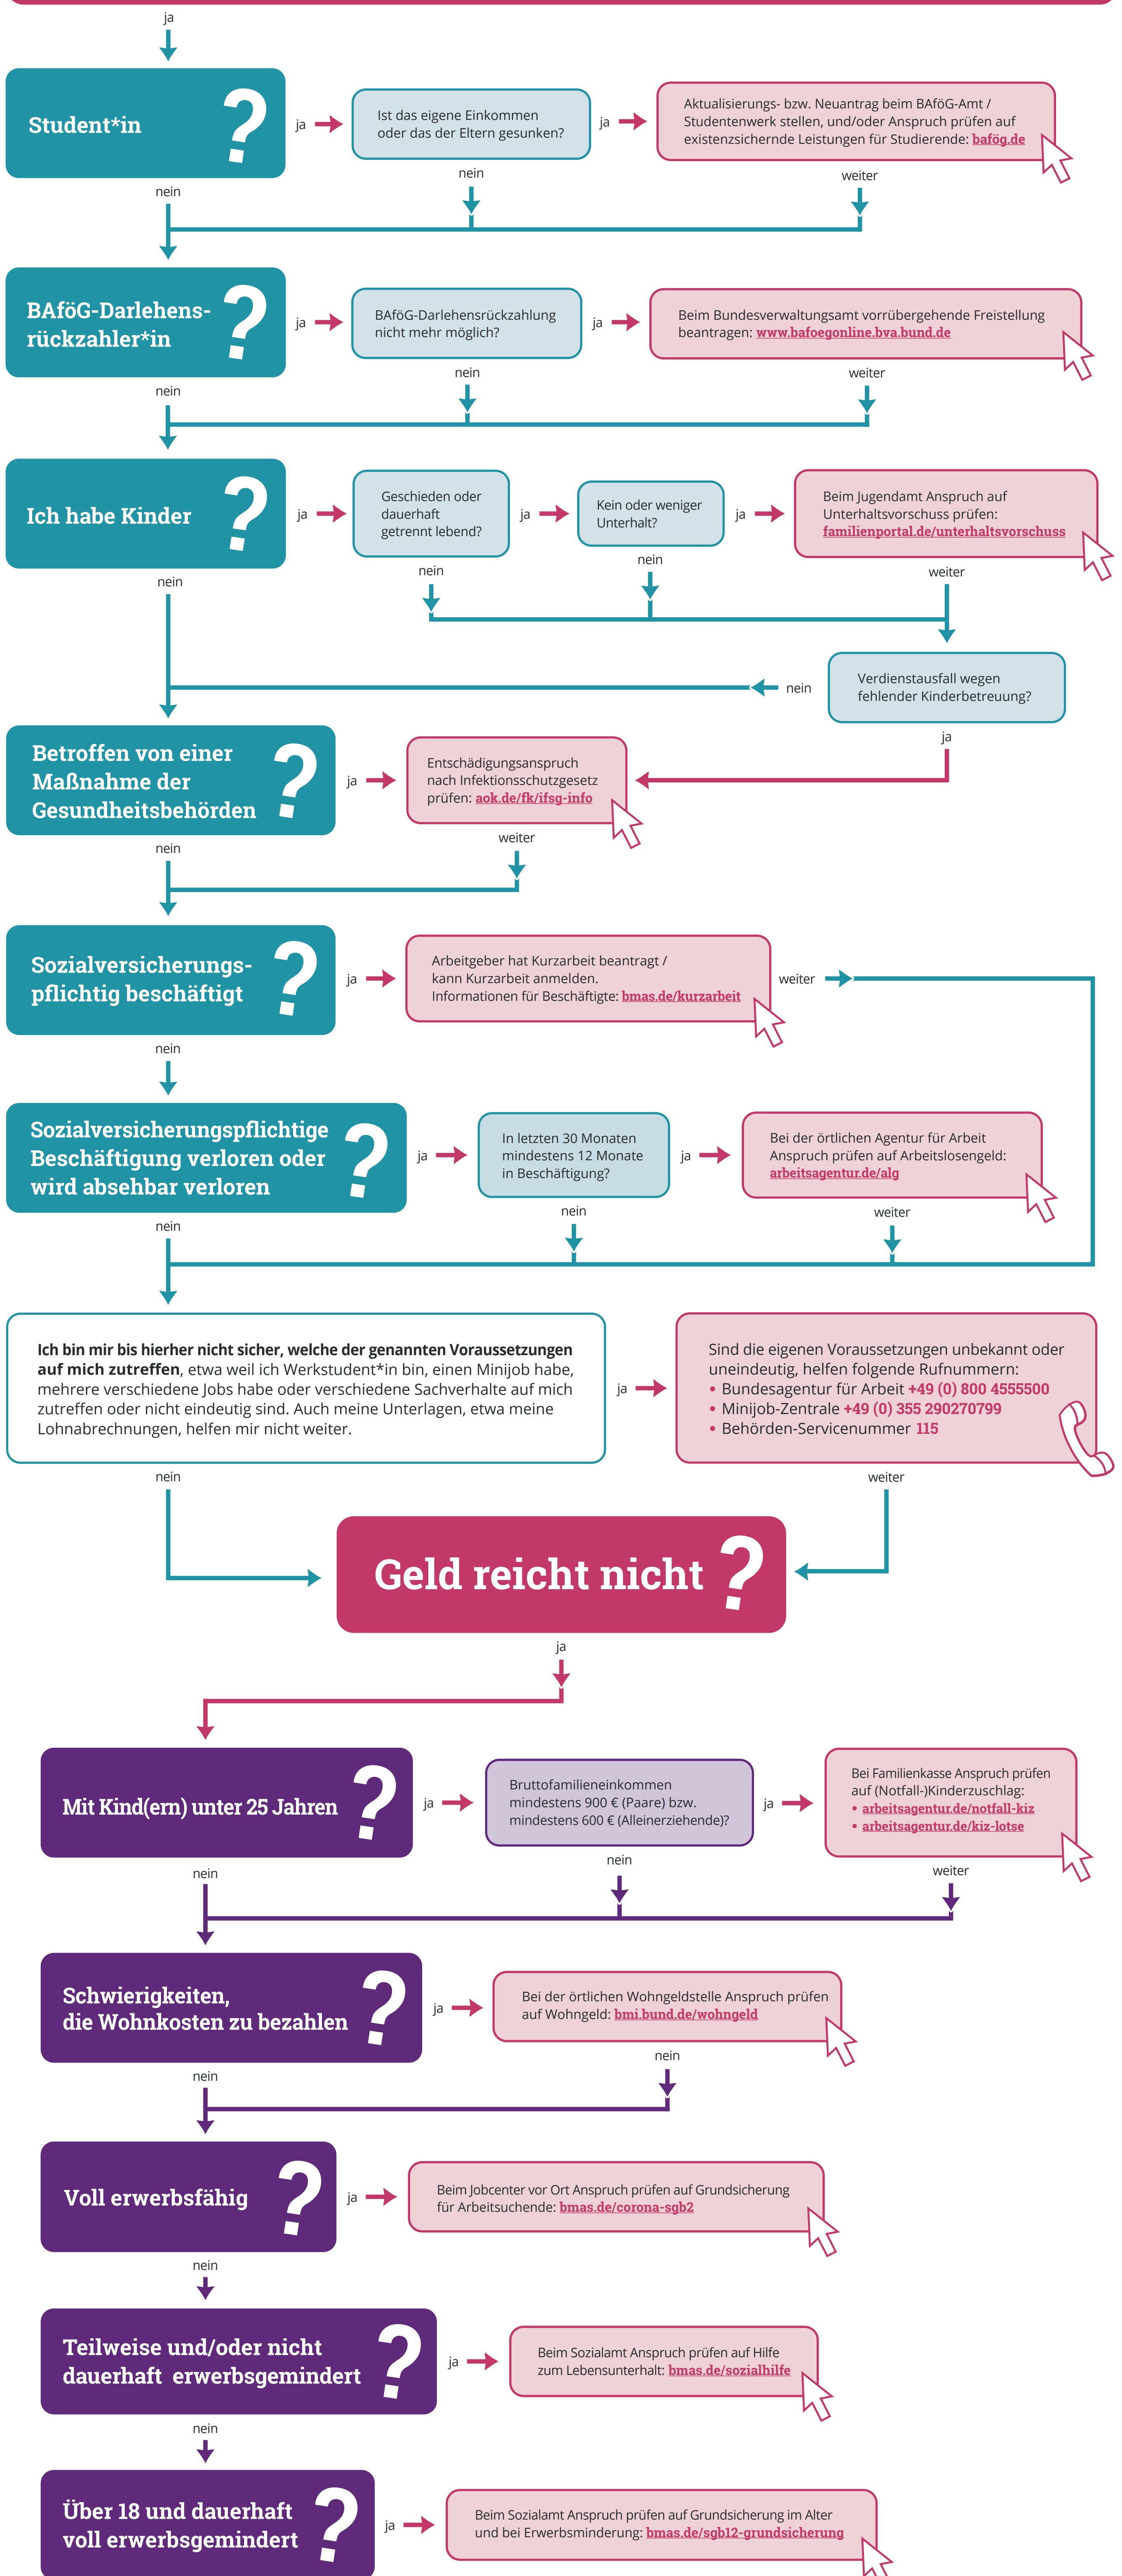 ja
Student*in
?
ja
Ist das eigene Einkommen
oder das der Eltern gesunken?
ja
Aktualisierungs- bzw. Neuantrag beim BAföG-Amt /
Studentenwerk stellen, und/oder Anspruch prüfen auf
existenzsichernde Leistungen für Studierende: bafög.de
nein
nein
weiter
BAföG-Darlehens-
rückzahler*in
?
ja
BAföG-Darlehensrückzahlung
nicht mehr möglich?
ja
Beim Bundesverwaltungsamt vorrübergehende Freistellung
beantragen: www.bafoegonline.bva.bund.de
nein
nein
weiter
Ich habe Kinder
?
ja
Geschieden oder
dauerhaft
getrennt lebend?
ja
Kein oder weniger
Unterhalt?
ja
Beim Jugendamt Anspruch auf
Unterhaltsvorschuss prüfen:
familienportal.de/unterhaltsvorschuss
nein
nein
nein
weiter
Verdienstausfall wegen
fehlender Kinderbetreuung?
nein
ja
Betroffen von einer
Maßnahme der
Gesundheitsbehörden
?
ja
Entschädigungsanspruch
nach Infektionsschutzgesetz
prüfen: aok.de/fk/ifsg-info
nein
weiter
Sozialversicherungs-
pflichtig beschäftigt
?
ja
Arbeitgeber hat Kurzarbeit beantragt /
kann Kurzarbeit anmelden.
Informationen für Beschäftigte: bmas.de/kurzarbeit
weiter
nein
Sozialversicherungspflichtige
Beschäftigung verloren oder
wird absehbar verloren
?
ja
In letzten 30 Monaten
mindestens 12 Monate
in Beschäftigung?
ja
Bei der örtlichen Agentur für Arbeit
Anspruch prüfen auf Arbeitslosengeld:
arbeitsagentur.de/alg
nein
nein
weiter
Ich bin mir bis hierher nicht sicher, welche der genannten Voraussetzungen
auf mich zutreffen, etwa weil ich Werkstudent*in bin, einen Minijob habe,
mehrere verschiedene Jobs habe oder verschiedene Sachverhalte auf mich
zutreffen oder nicht eindeutig sind. Auch meine Unterlagen, etwa meine
Lohnabrechnungen, helfen mir nicht weiter.
ja
Sind die eigenen Voraussetzungen unbekannt oder
uneindeutig, helfen folgende Rufnummern:
• Bundesagentur für Arbeit +49 (0) 800 4555500
• Minijob-Zentrale +49 (0) 355 290270799
• Behörden-Servicenummer 115
nein
weiter
Geld reicht nicht ?
ja
Mit Kind(ern) unter 25 Jahren
?
ja
Bruttofamilieneinkommen
mindestens 900 € (Paare) bzw.
mindestens 600 € (Alleinerziehende)?
ja
Bei Familienkasse Anspruch prüfen
auf (Notfall-)Kinderzuschlag:
• arbeitsagentur.de/notfall-kiz
• arbeitsagentur.de/kiz-lotse
nein
nein
weiter
Schwierigkeiten,
die Wohnkosten zu bezahlen
?
ja
Bei der örtlichen Wohngeldstelle Anspruch prüfen
auf Wohngeld: bmi.bund.de/wohngeld
nein
nein
Voll erwerbsfähig
?
ja
Beim Jobcenter vor Ort Anspruch prüfen auf Grundsicherung
für Arbeitsuchende: bmas.de/corona-sgb2
nein
Teilweise und/oder nicht
dauerhaft erwerbsgemindert
?
ja
Beim Sozialamt Anspruch prüfen auf Hilfe
zum Lebensunterhalt: bmas.de/sozialhilfe
nein
Über 18 und dauerhaft
voll erwerbsgemindert
?
ja
Beim Sozialamt Anspruch prüfen auf Grundsicherung im Alter
und bei Erwerbsminderung: bmas.de/sgb12-grundsicherung